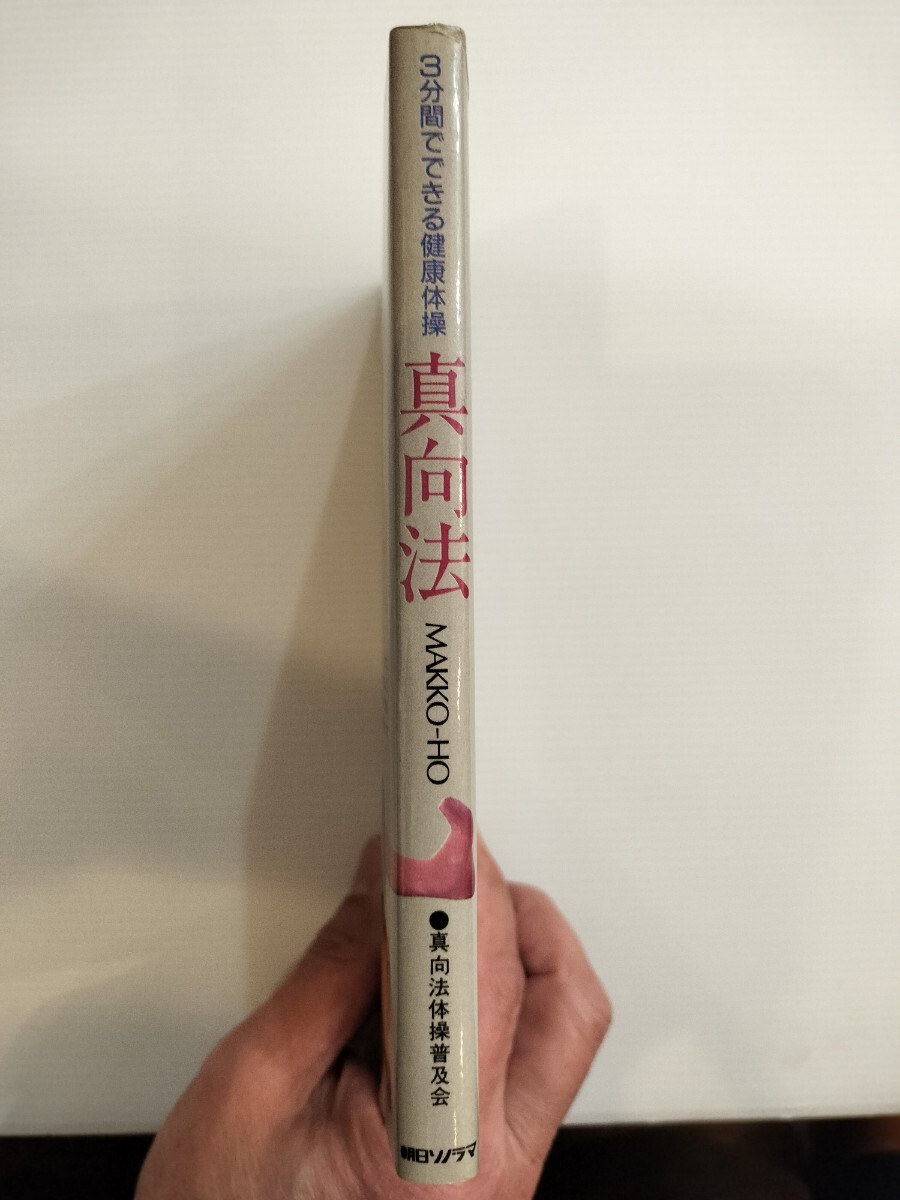 3分間でできる健康体操
真向法
MAKKO-HO
●真向法体操普及会
朝日ソノラマ